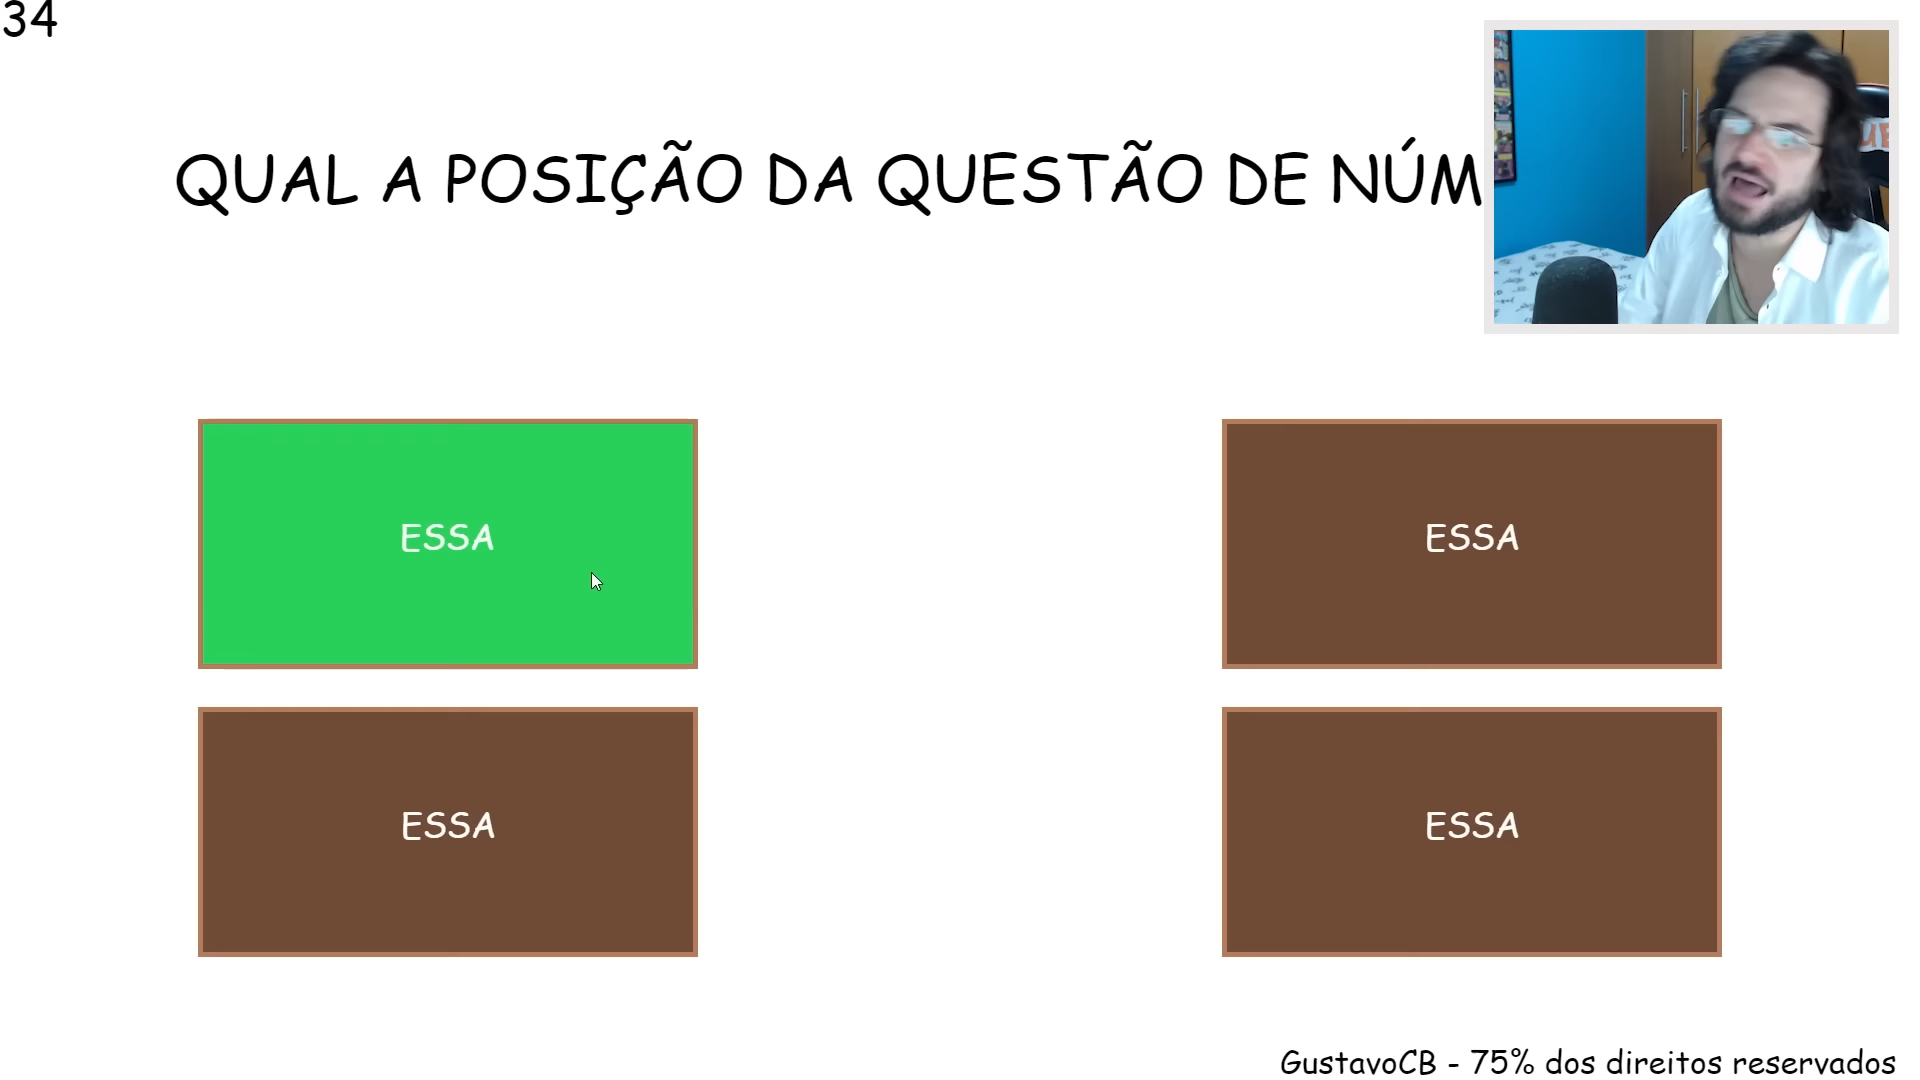 34
QUAL A POSIÇÃO DA QUESTÃO DE NÚM
ESSA
ESSA
ESSA
ESSA
GustavoCB - 75% dos direitos reservados